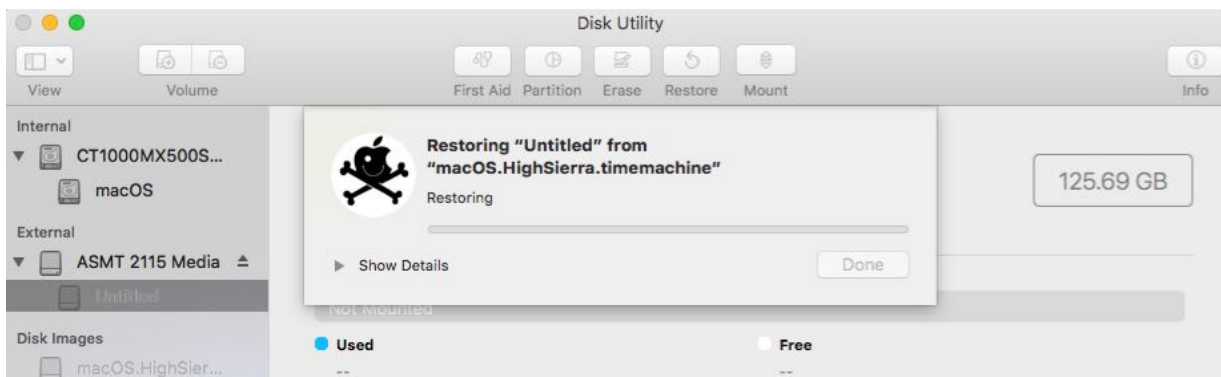 Disk Utility
View
Volume
First Aid
Partition
Erase
Restore
Mount
Info
Internal
CT1000MX500S...
macOS
External
ASMT 2115 Media
Untitled
Disk Images
macOS.HighSier...
Restoring “Untitled” from
“macOS.HighSierra.timemachine”
Restoring
Show Details
Done
125.69 GB
Not Mounted
Used
--
Free
--